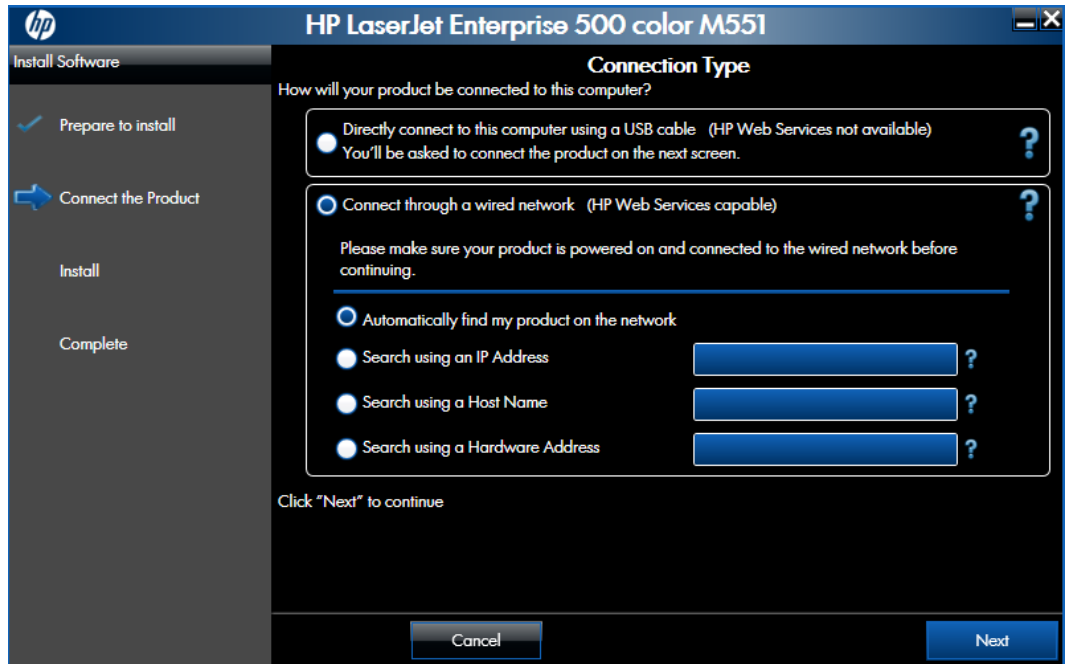 hp
HP LaserJet Enterprise 500 color M551
Install Software
Prepare to install
Connect the Product
Install
Complete
Connection Type
How will your product be connected to this computer?
Directly connect to this computer using a USB cable (HP Web Services not available)
You'll be asked to connect the product on the next screen.
?
Connect through a wired network (HP Web Services capable)
?
Please make sure your product is powered on and connected to the wired network before
continuing.
Automatically find my product on the network
Search using an IP Address ?
Search using a Host Name ?
Search using a Hardware Address ?
Click "Next" to continue
Cancel
Next